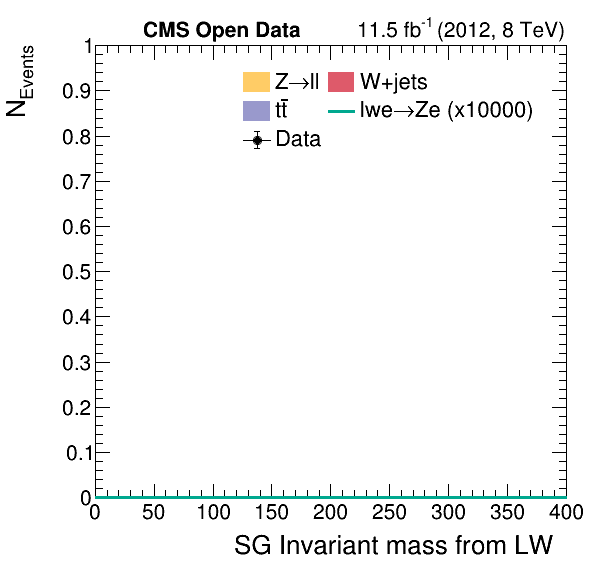 CMS Open Data 11.5 fb⁻¹ (2012, 8 TeV)
N_Events
1
0.9
0.8
0.7
0.6
0.5
0.4
0.3
0.2
0.1
0
Z→ll W+jets
tt̄ lwe→Ze (x10000)
Data
0 50 100 150 200 250 300 350 400
SG Invariant mass from LW